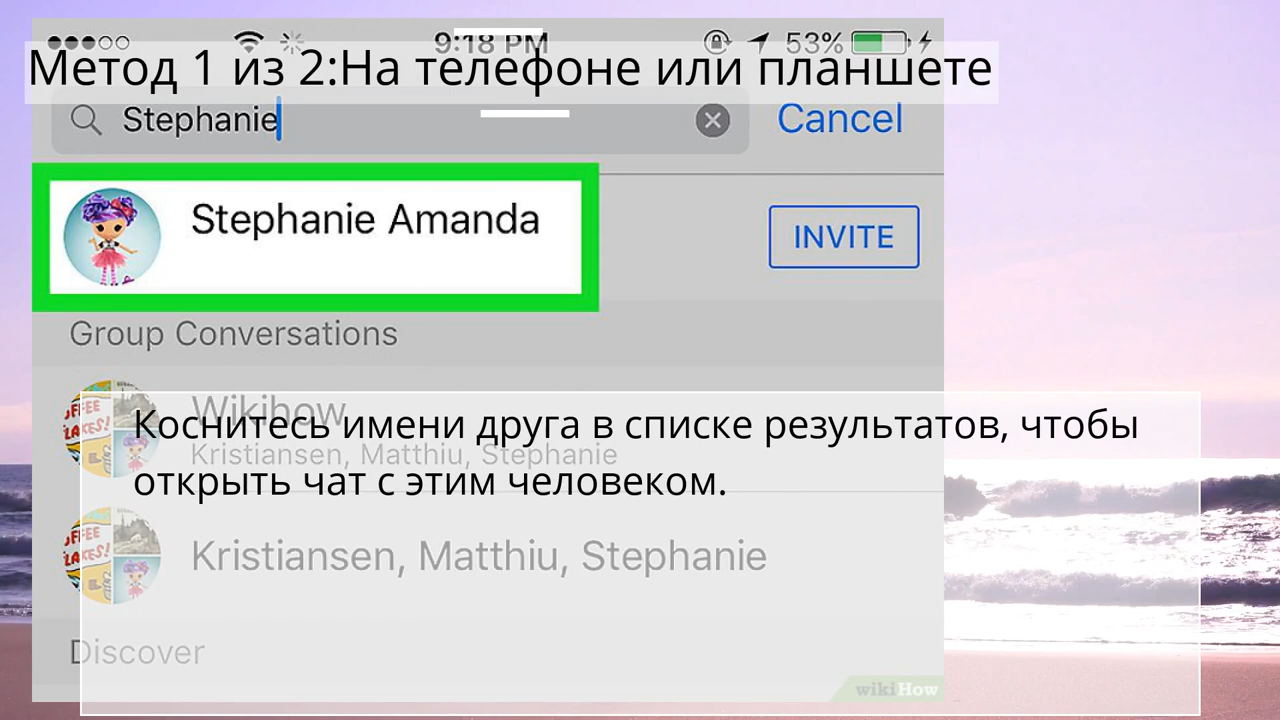 9:18 PM
53%
Метод 1 из 2:На телефоне или планшете
Stephanie
Cancel
Stephanie Amanda
INVITE
Group Conversations
Wikihow
Коснитесь имени друга в списке результатов, чтобы
Kristiansen, Matthiu, Stephanie
открыть чат с этим человеком.
Kristiansen, Matthiu, Stephanie
Discover
wikiHow